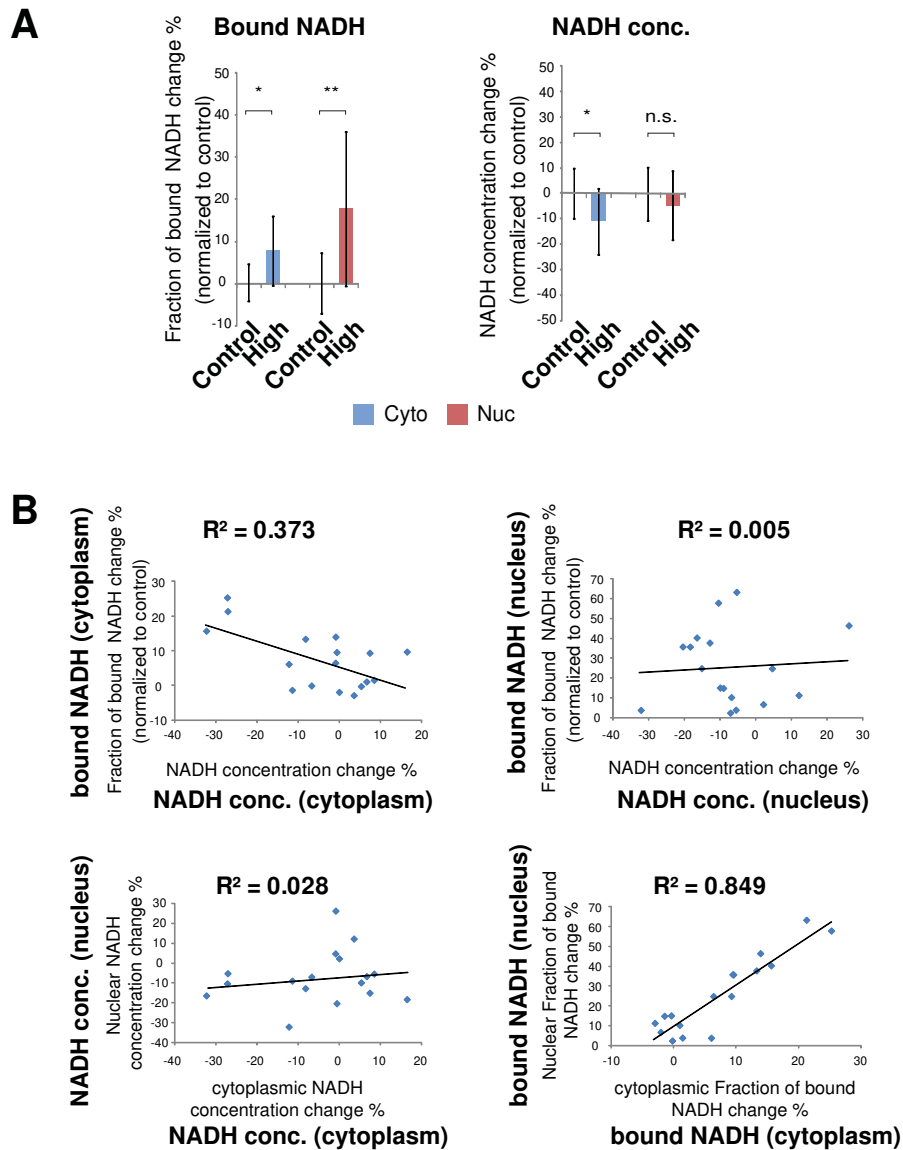 A
Bound NADH
Fraction of bound NADH change %
(normalized to control)
50
40
30
20
10
0
-10
*
**
Control
High
Control
High
NADH conc.
NADH concentration change %
(normalized to control)
50
40
30
20
10
0
-10
-20
-30
-40
-50
*
n.s.
Control
High
Control
High
Cyto
Nuc
B
R² = 0.373
bound NADH (cytoplasm)
Fraction of bound NADH change %
(normalized to control)
30
20
10
0
-10
-40 -30 -20 -10 0 10 20
NADH concentration change %
NADH conc. (cytoplasm)
R² = 0.005
bound NADH (nucleus)
Fraction of bound NADH change %
(normalized to control)
70
60
50
40
30
20
10
0
-40 -30 -20 -10 0 10 20 30
NADH concentration change %
NADH conc. (nucleus)
R² = 0.028
NADH conc. (nucleus)
Nuclear NADH
concentration change %
30
20
10
0
-10
-20
-30
-40
-40 -30 -20 -10 0 10 20
cytoplasmic NADH
concentration change %
NADH conc. (cytoplasm)
R² = 0.849
bound NADH (nucleus)
Nuclear Fraction of bound
NADH change %
70
60
50
40
30
20
10
0
-10 0 10 20 30
cytoplasmic Fraction of bound
NADH change %
bound NADH (cytoplasm)